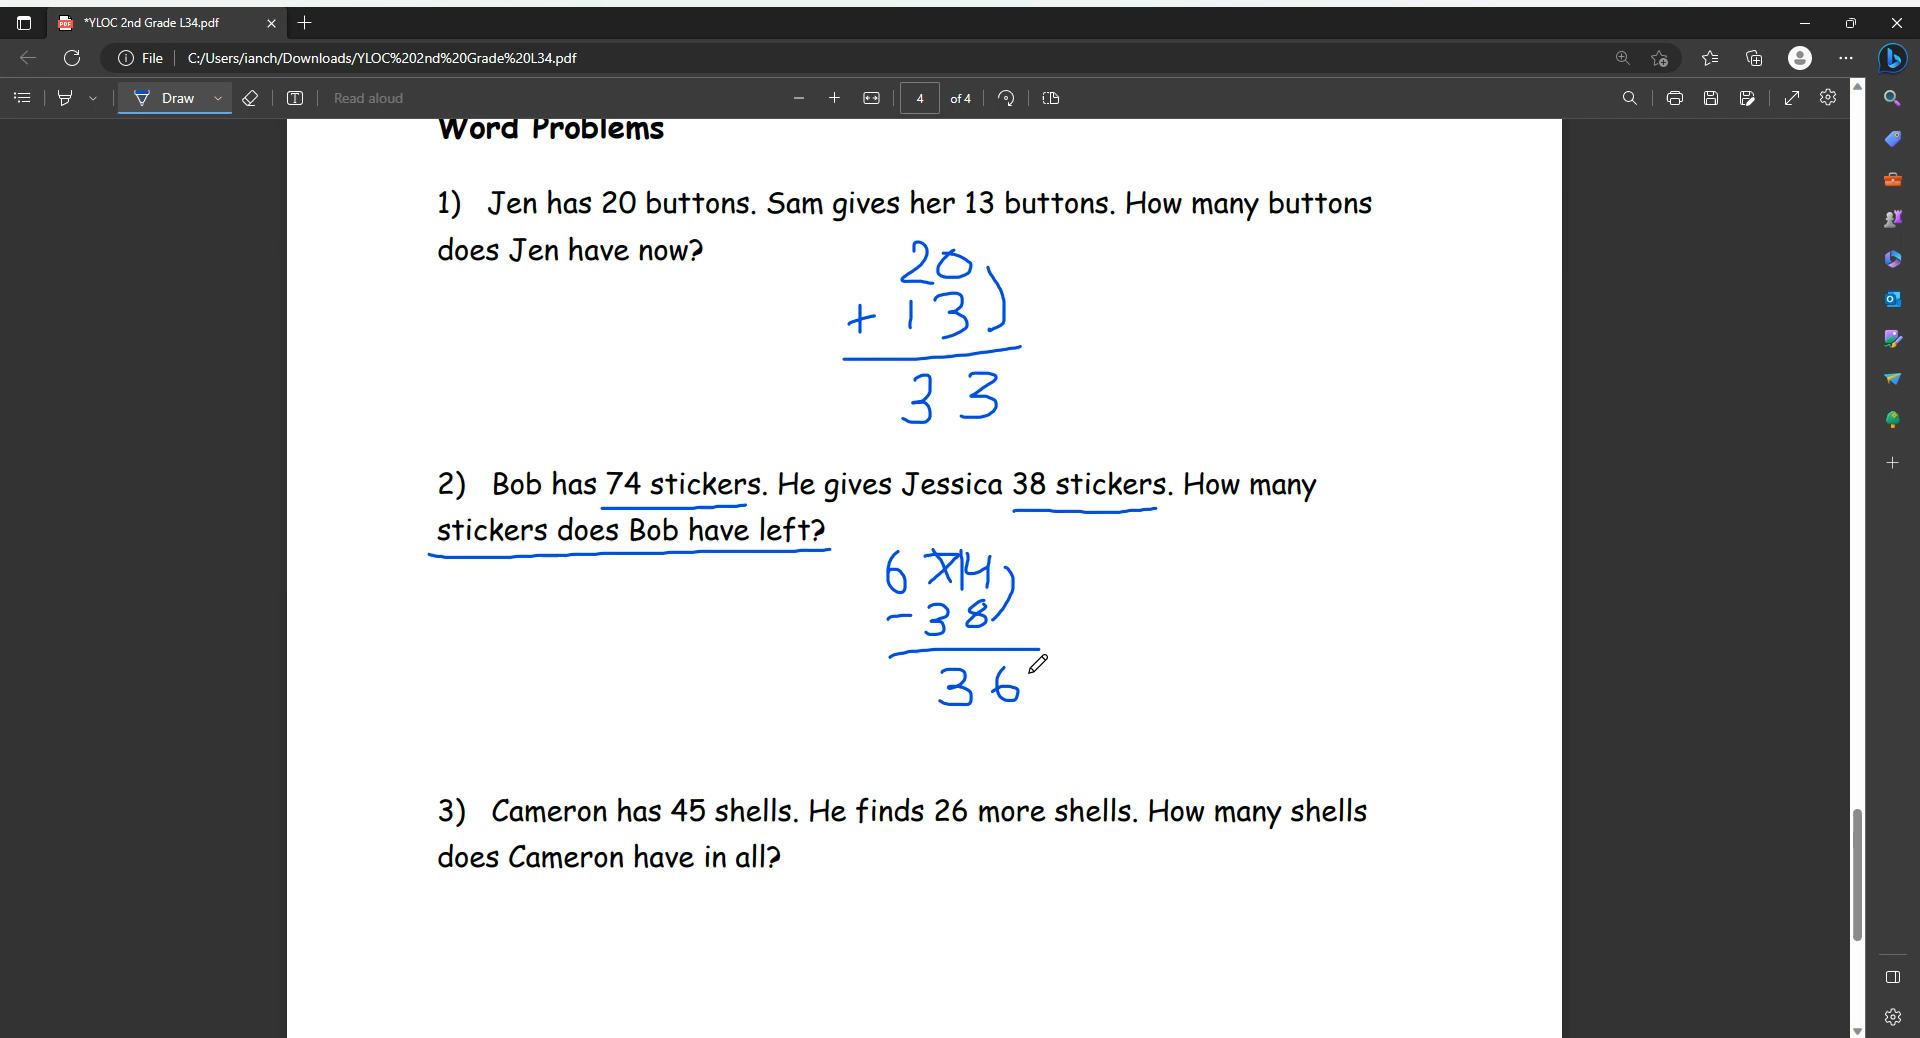 *YLOC 2nd Grade L34.pdf
File C:/Users/ianch/Downloads/YLOC%202nd%20Grade%20L34.pdf
Draw Read aloud 4 of 4
Word Problems
1) Jen has 20 buttons. Sam gives her 13 buttons. How many buttons
does Jen have now?
20
+ 13
33
2) Bob has 74 stickers. He gives Jessica 38 stickers. How many
stickers does Bob have left?
6 7 14
- 38
36
3) Cameron has 45 shells. He finds 26 more shells. How many shells
does Cameron have in all?